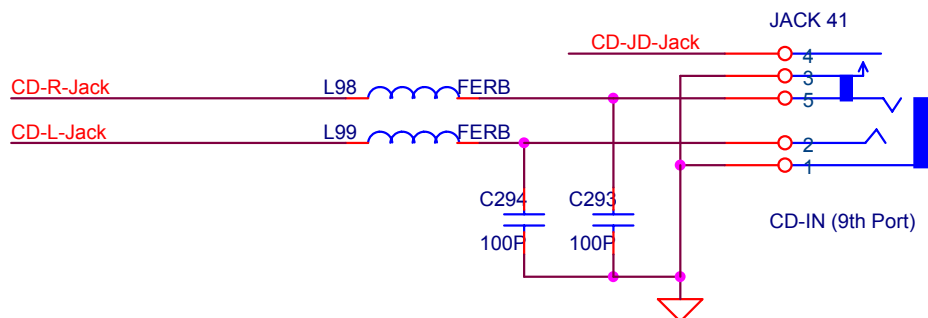 JACK 41
CD-JD-Jack
4
3
CD-R-Jack
L98
FERB
5
CD-L-Jack
L99
FERB
2
1
C294
C293
100P
100P
CD-IN (9th Port)